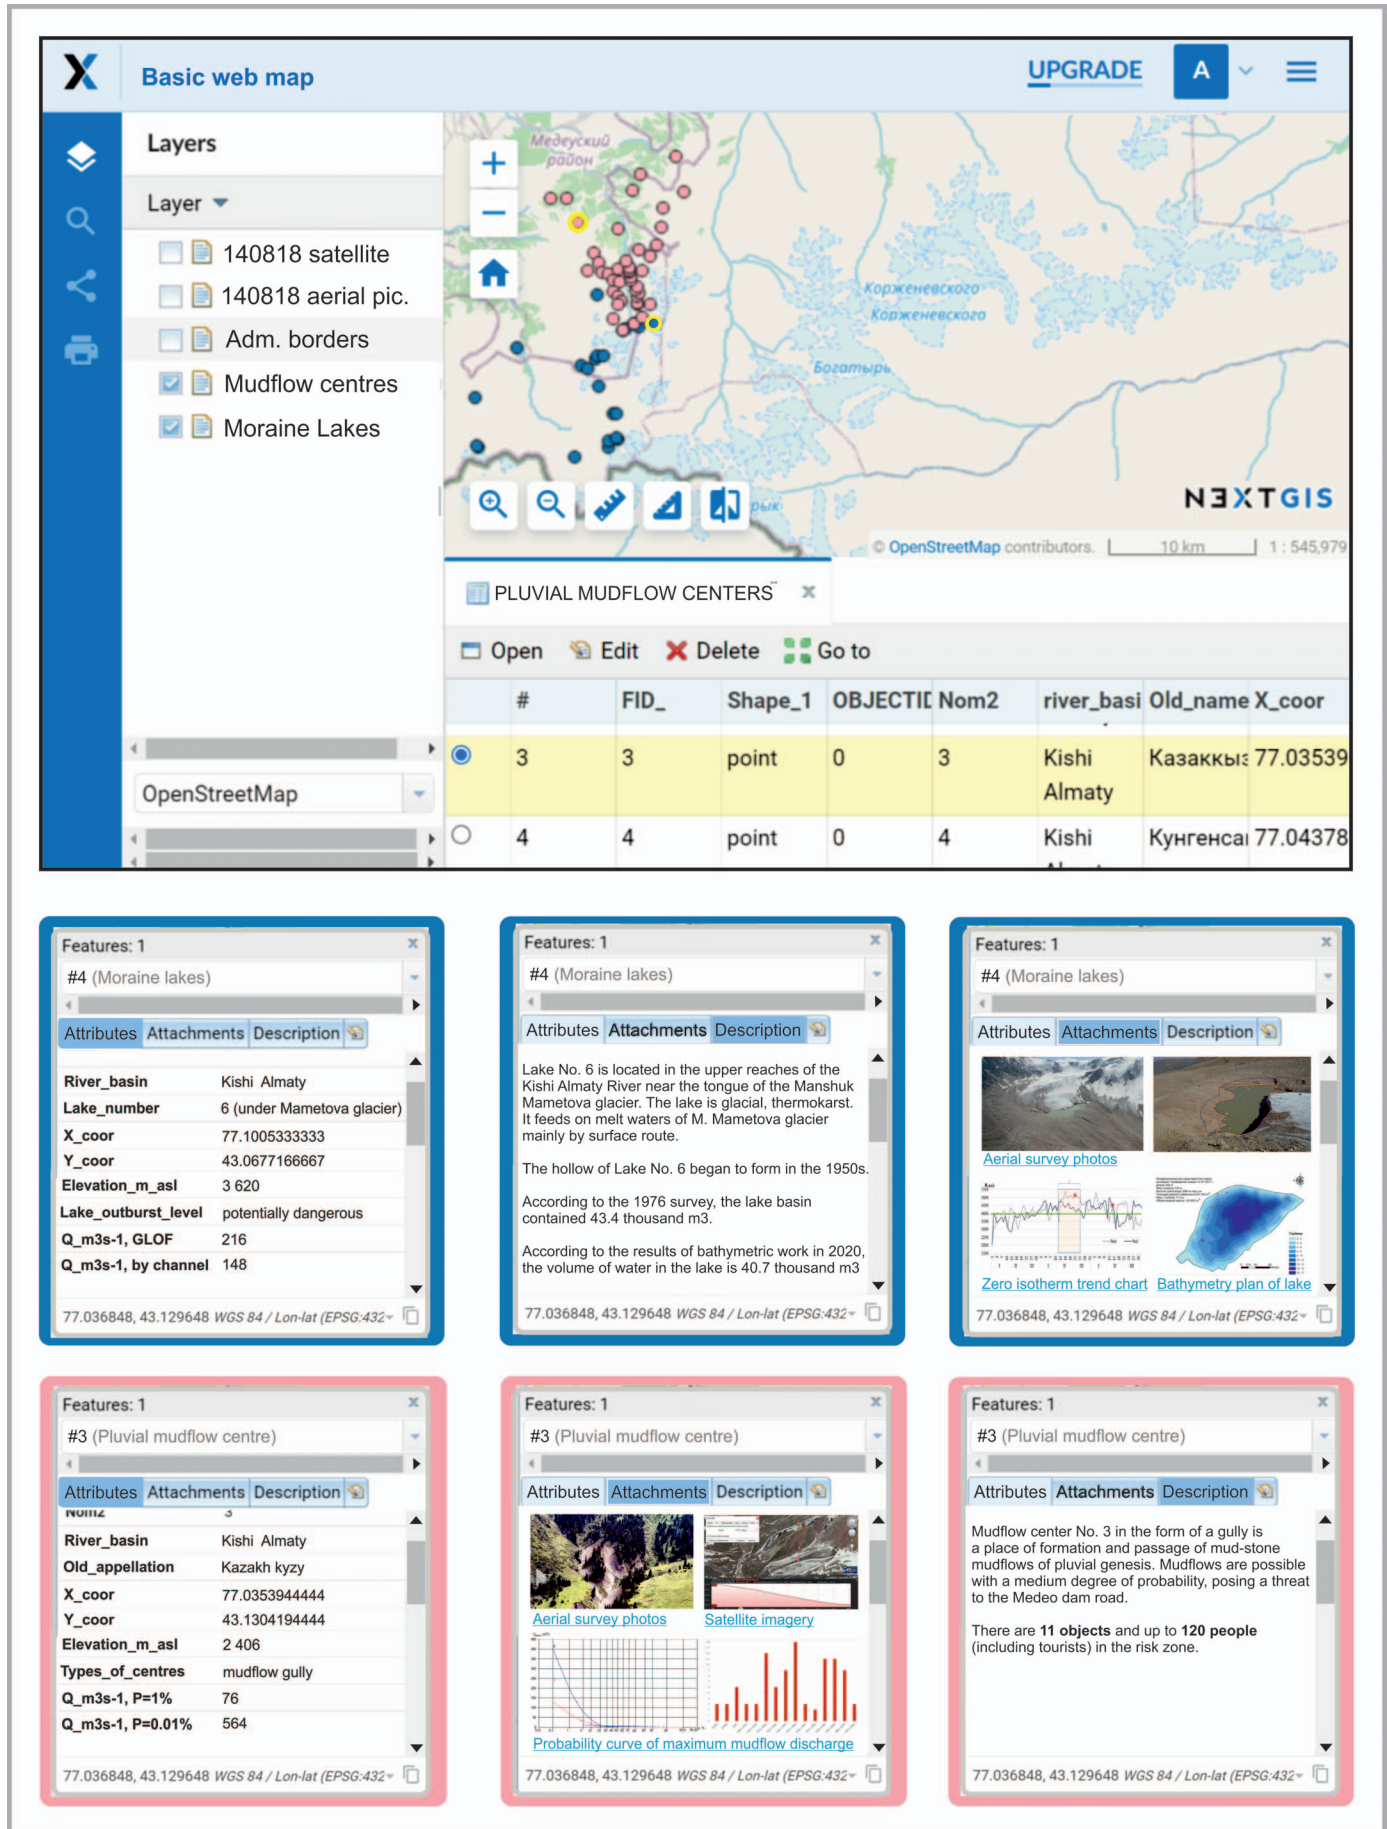 Basic web map
UPGRADE
A
Layers
Layer
140818 satellite
140818 aerial pic.
Adm. borders
Mudflow centres
Moraine Lakes
OpenStreetMap
Медеуский
район
Корженевского
Корженевского
Богатырь
NEXTGIS
© OpenStreetMap contributors.
10 km
1 : 545,979
PLUVIAL MUDFLOW CENTERS
Open Edit Delete Go to
# FID_ Shape_1 OBJECTID Nom2 river_basi Old_name X_coor
3 3 point 0 3 Kishi Almaty Казаккыз 77.03539
4 4 point 0 4 Kishi Кунгенса 77.04378
Features: 1
#4 (Moraine lakes)
Attributes Attachments Description
River_basin Kishi Almaty
Lake_number 6 (under Mametova glacier)
X_coor 77.1005333333
Y_coor 43.0677166667
Elevation_m_asl 3 620
Lake_outburst_level potentially dangerous
Q_m3s-1, GLOF 216
Q_m3s-1, by channel 148
77.036848, 43.129648 WGS 84 / Lon-lat (EPSG:432
Features: 1
#4 (Moraine lakes)
Attributes Attachments Description
Lake No. 6 is located in the upper reaches of the
Kishi Almaty River near the tongue of the Manshuk
Mametova glacier. The lake is glacial, thermokarst.
It feeds on melt waters of M. Mametova glacier
mainly by surface route.
The hollow of Lake No. 6 began to form in the 1950s.
According to the 1976 survey, the lake basin
contained 43.4 thousand m3.
According to the results of bathymetric work in 2020,
the volume of water in the lake is 40.7 thousand m3
77.036848, 43.129648 WGS 84 / Lon-lat (EPSG:432
Features: 1
#4 (Moraine lakes)
Attributes Attachments Description
Aerial survey photos
Zero isotherm trend chart Bathymetry plan of lake
77.036848, 43.129648 WGS 84 / Lon-lat (EPSG:432
Features: 1
#3 (Pluvial mudflow centre)
Attributes Attachments Description
Nom2 3
River_basin Kishi Almaty
Old_appellation Kazakh kyzy
X_coor 77.0353944444
Y_coor 43.1304194444
Elevation_m_asl 2 406
Types_of_centres mudflow gully
Q_m3s-1, P=1% 76
Q_m3s-1, P=0.01% 564
77.036848, 43.129648 WGS 84 / Lon-lat (EPSG:432
Features: 1
#3 (Pluvial mudflow centre)
Attributes Attachments Description
Aerial survey photos Satellite imagery
Probability curve of maximum mudflow discharge
77.036848, 43.129648 WGS 84 / Lon-lat (EPSG:432
Features: 1
#3 (Pluvial mudflow centre)
Attributes Attachments Description
Mudflow center No. 3 in the form of a gully is
a place of formation and passage of mud-stone
mudflows of pluvial genesis. Mudflows are possible
with a medium degree of probability, posing a threat
to the Medeo dam road.
There are 11 objects and up to 120 people
(including tourists) in the risk zone.
77.036848, 43.129648 WGS 84 / Lon-lat (EPSG:432